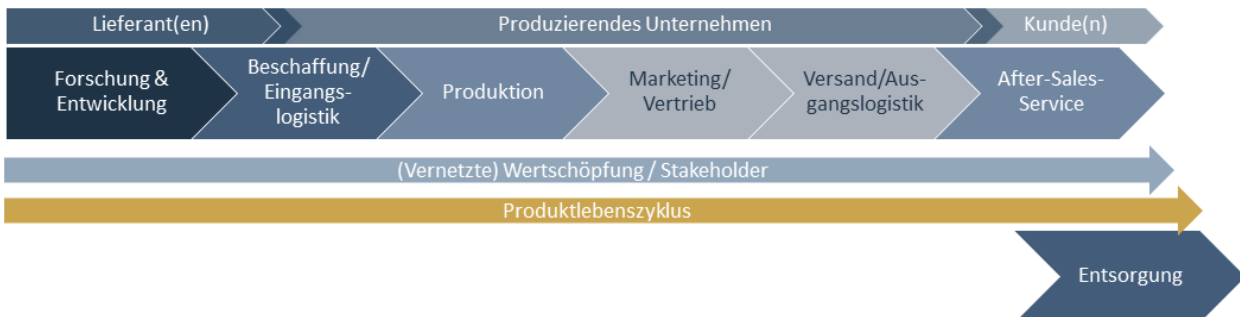 Lieferant(en)
Produzierendes Unternehmen
Kunde(n)
Forschung &
Entwicklung
Beschaffung/
Eingangs-
logistik
Produktion
Marketing/
Vertrieb
Versand/Aus-
gangslogistik
After-Sales-
Service
(Vernetzte) Wertschöpfung / Stakeholder
Produktlebenszyklus
Entsorgung